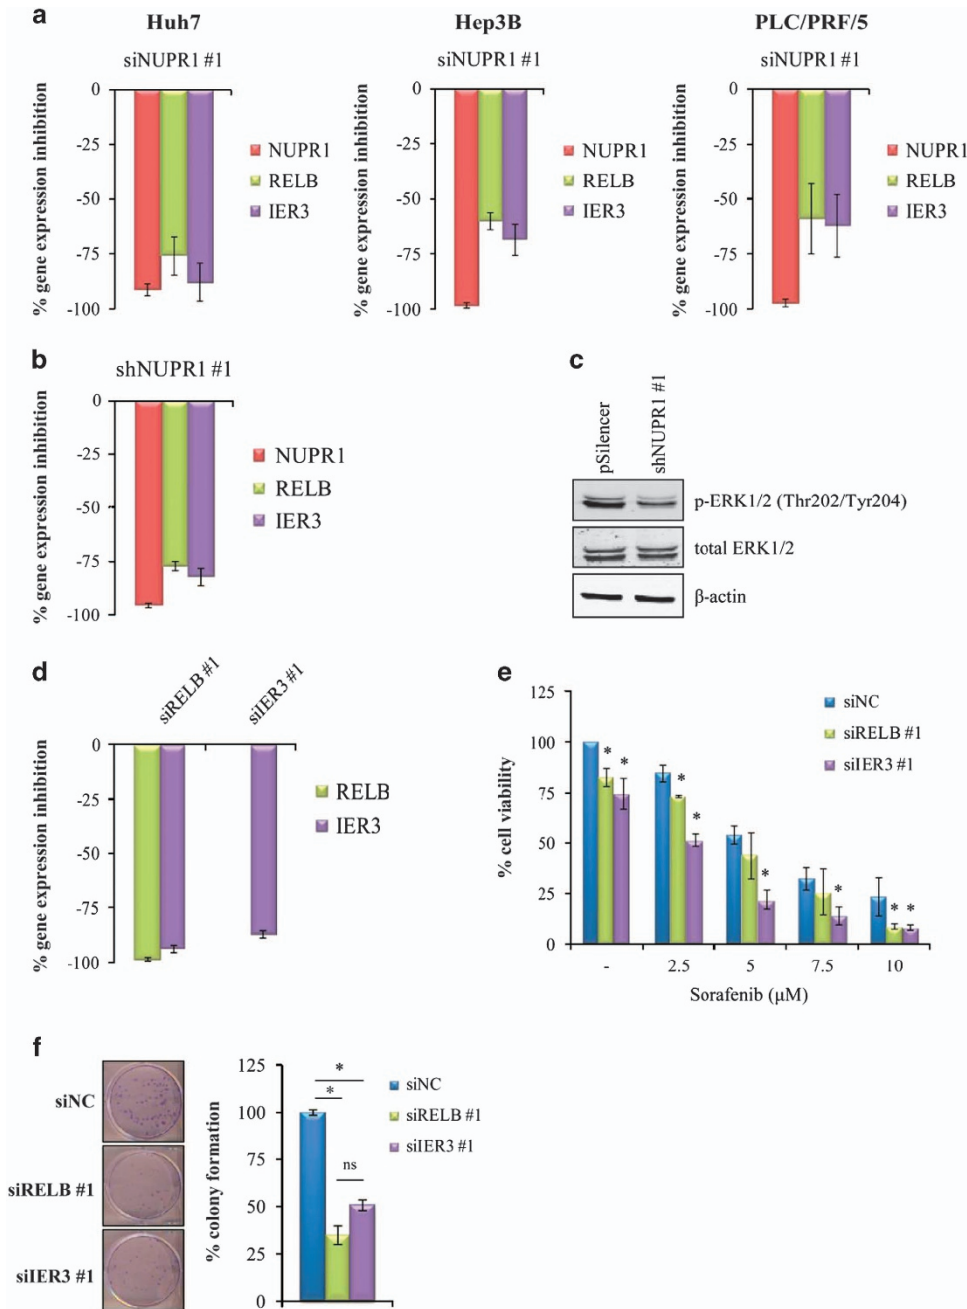 a
Huh7
Hep3B
PLC/PRF/5
siNUPR1 #1
siNUPR1 #1
siNUPR1 #1
% gene expression inhibition
0
-25
-50
-75
-100
NUPR1
RELB
IER3
% gene expression inhibition
0
-25
-50
-75
-100
NUPR1
RELB
IER3
% gene expression inhibition
0
-25
-50
-75
-100
NUPR1
RELB
IER3
b
shNUPR1 #1
% gene expression inhibition
0
-25
-50
-75
-100
NUPR1
RELB
IER3
c
pSilencer
shNUPR1 #1
p-ERK1/2 (Thr202/Tyr204)
total ERK1/2
β-actin
d
siRELB #1
siIER3 #1
% gene expression inhibition
0
-25
-50
-75
-100
RELB
IER3
e
% cell viability
125
100
75
50
25
0
siNC
siRELB #1
siIER3 #1
* *
* *
*
*
* *
- 2.5 5 7.5 10
Sorafenib (μM)
f
siNC
siRELB #1
siIER3 #1
% colony formation
125
100
75
50
25
0
*
*
ns
siNC
siRELB #1
siIER3 #1